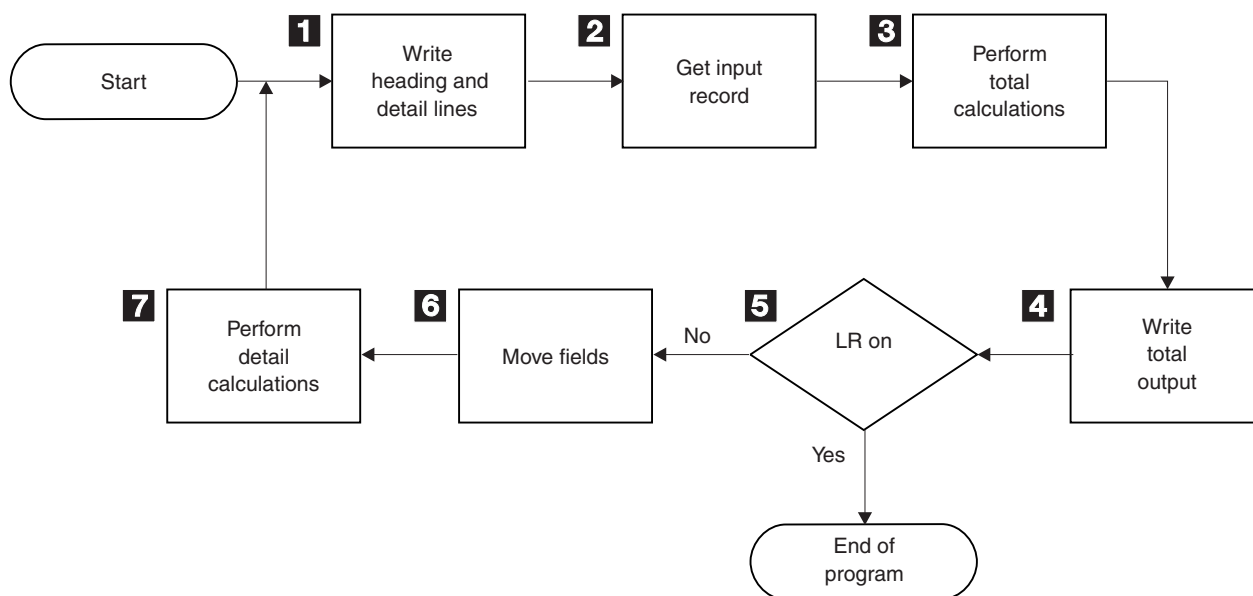 Start
1
Write
heading and
detail lines
2
Get input
record
3
Perform
total
calculations
4
Write
total
output
5
LR on
No
Yes
6
Move fields
7
Perform
detail
calculations
End of
program